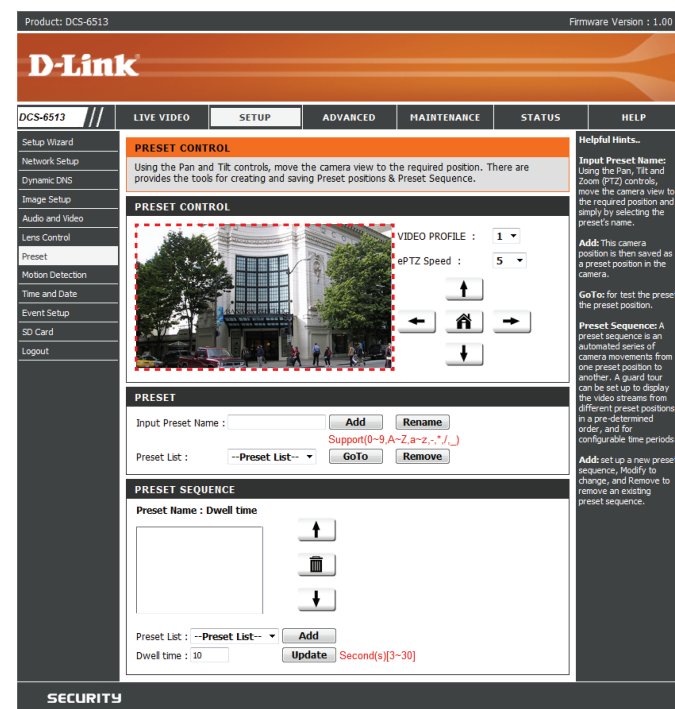 Product: DCS-6513
Firmware Version : 1.00
D-Link
DCS-6513
LIVE VIDEO
SETUP
ADVANCED
MAINTENANCE
STATUS
HELP
Setup Wizard
Network Setup
Dynamic DNS
Image Setup
Audio and Video
Lens Control
Preset
Motion Detection
Time and Date
Event Setup
SD Card
Logout
PRESET CONTROL
Using the Pan and Tilt controls, move the camera view to the required position. There are
provides the tools for creating and saving Preset positions & Preset Sequence.
PRESET CONTROL
VIDEO PROFILE : 1
ePTZ Speed : 5
PRESET
Input Preset Name : Add Rename
Support(0~9,A~Z,a~z,-,*,/,_)
Preset List : --Preset List-- GoTo Remove
PRESET SEQUENCE
Preset Name : Dwell time
Preset List : --Preset List-- Add
Dwell time : 10 Update Second(s)[3~30]
Helpful Hints..
Input Preset Name:
Using the Pan, Tilt and
Zoom (PTZ) controls,
move the camera view to
the required position and
simply by selecting the
preset's name.
Add: This camera
position is then saved as
a preset position in the
camera.
GoTo: for test the preset
the preset position.
Preset Sequence: A
preset sequence is an
automated series of
camera movements from
one preset position to
another. A guard tour
can be set up to display
the video streams from
different preset positions
in a pre-determined
order, and for
configurable time periods
Add: set up a new preset
sequence, Modify to
change, and Remove to
remove an existing
preset sequence.
SECURITY